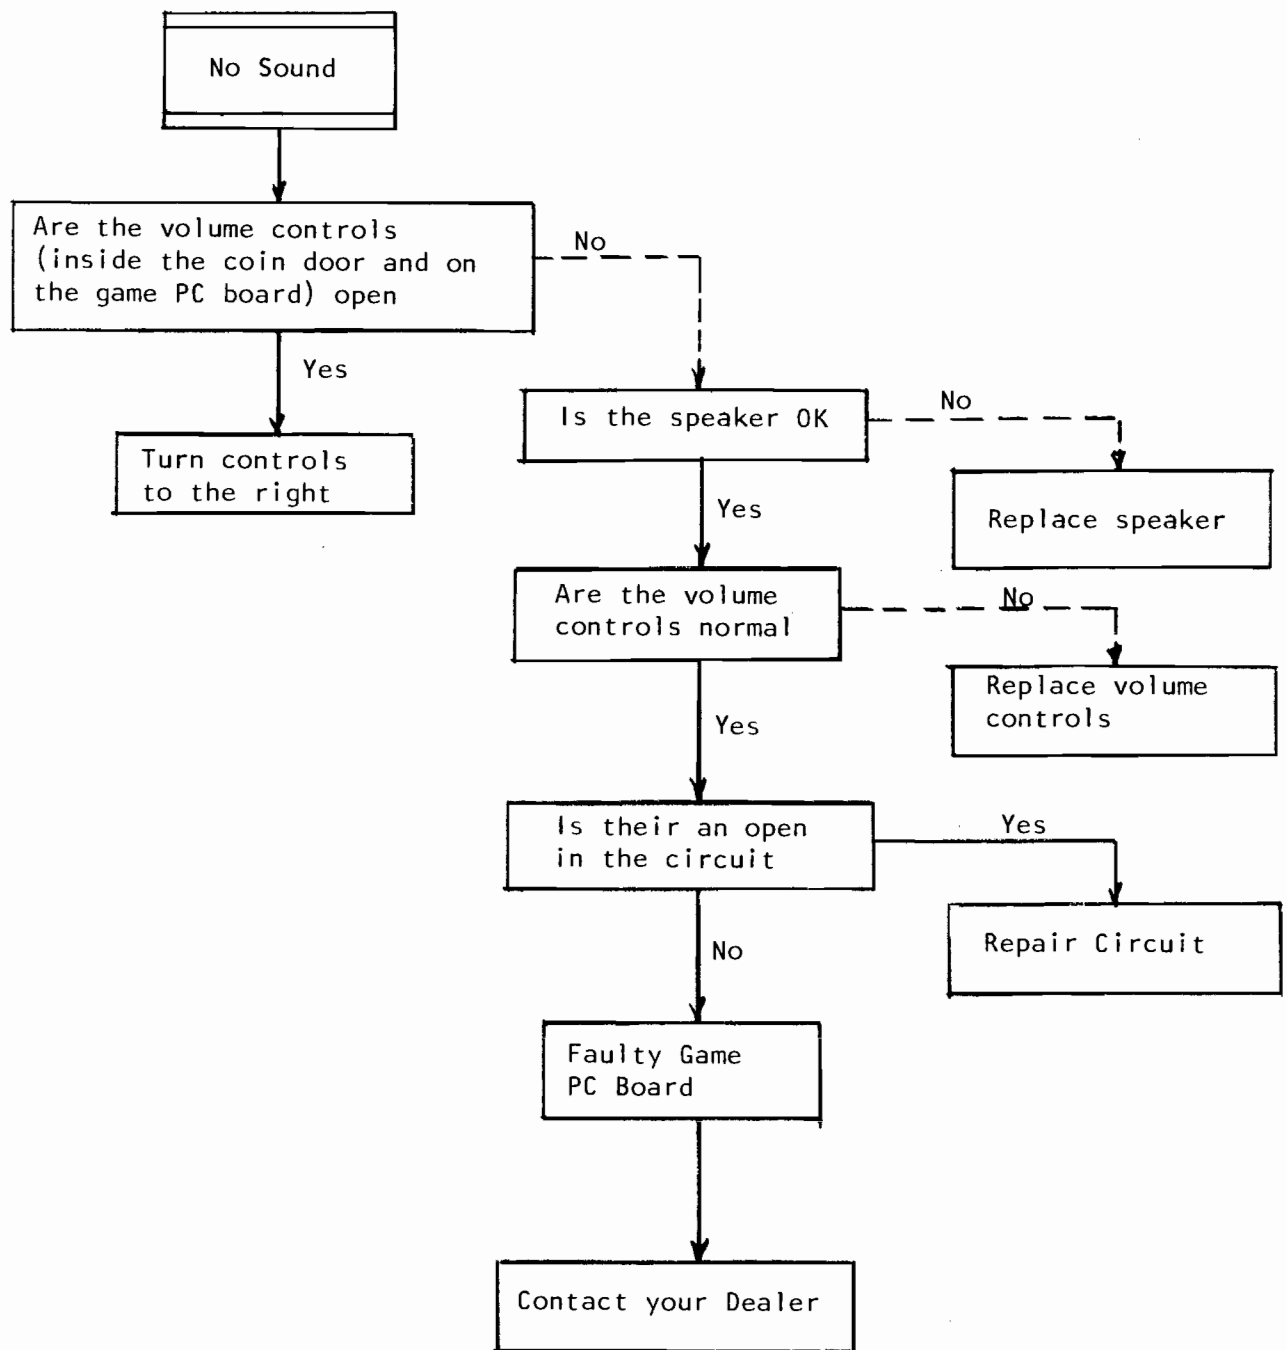 No Sound
Are the volume controls
(inside the coin door and on
the game PC board) open
No
Yes
Turn controls
to the right
Is the speaker OK
No
Replace speaker
Yes
Are the volume
controls normal
No
Replace volume
controls
Yes
Is their an open
in the circuit
Yes
Repair Circuit
No
Faulty Game
PC Board
Contact your Dealer